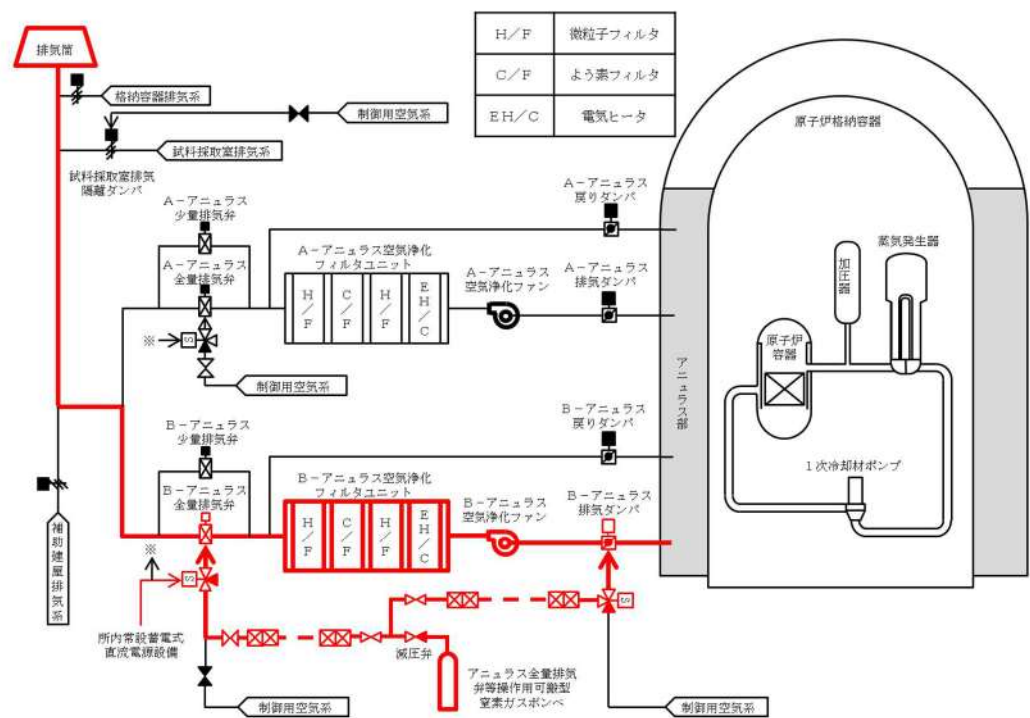 排気筒
格納容器排気系
制御用空気系
試料採取室排気系
試料採取室排気
隔離ダンパ
H/F 微粒子フィルタ
C/F よう素フィルタ
EH/C 電気ヒータ
原子炉格納容器
A-アニュラス
少量排気弁
A-アニュラス
全量排気弁
A-アニュラス空気浄化
フィルタユニット
H/F
C/F
H/F
EH/C
A-アニュラス
空気浄化ファン
A-アニュラス
戻りダンパ
A-アニュラス
排気ダンパ
※
S
制御用空気系
蒸気発生器
加圧器
原子炉
容器
アニュラス部
1次冷却材ポンプ
B-アニュラス
少量排気弁
B-アニュラス
全量排気弁
B-アニュラス空気浄化
フィルタユニット
H/F
C/F
H/F
EH/C
B-アニュラス
空気浄化ファン
B-アニュラス
戻りダンパ
B-アニュラス
排気ダンパ
補助建屋排気系
※
S
S
所内常設蓄電式
直流電源設備
減圧弁
アニュラス全量排気
弁等操作用可搬型
窒素ガスボンベ
制御用空気系
制御用空気系